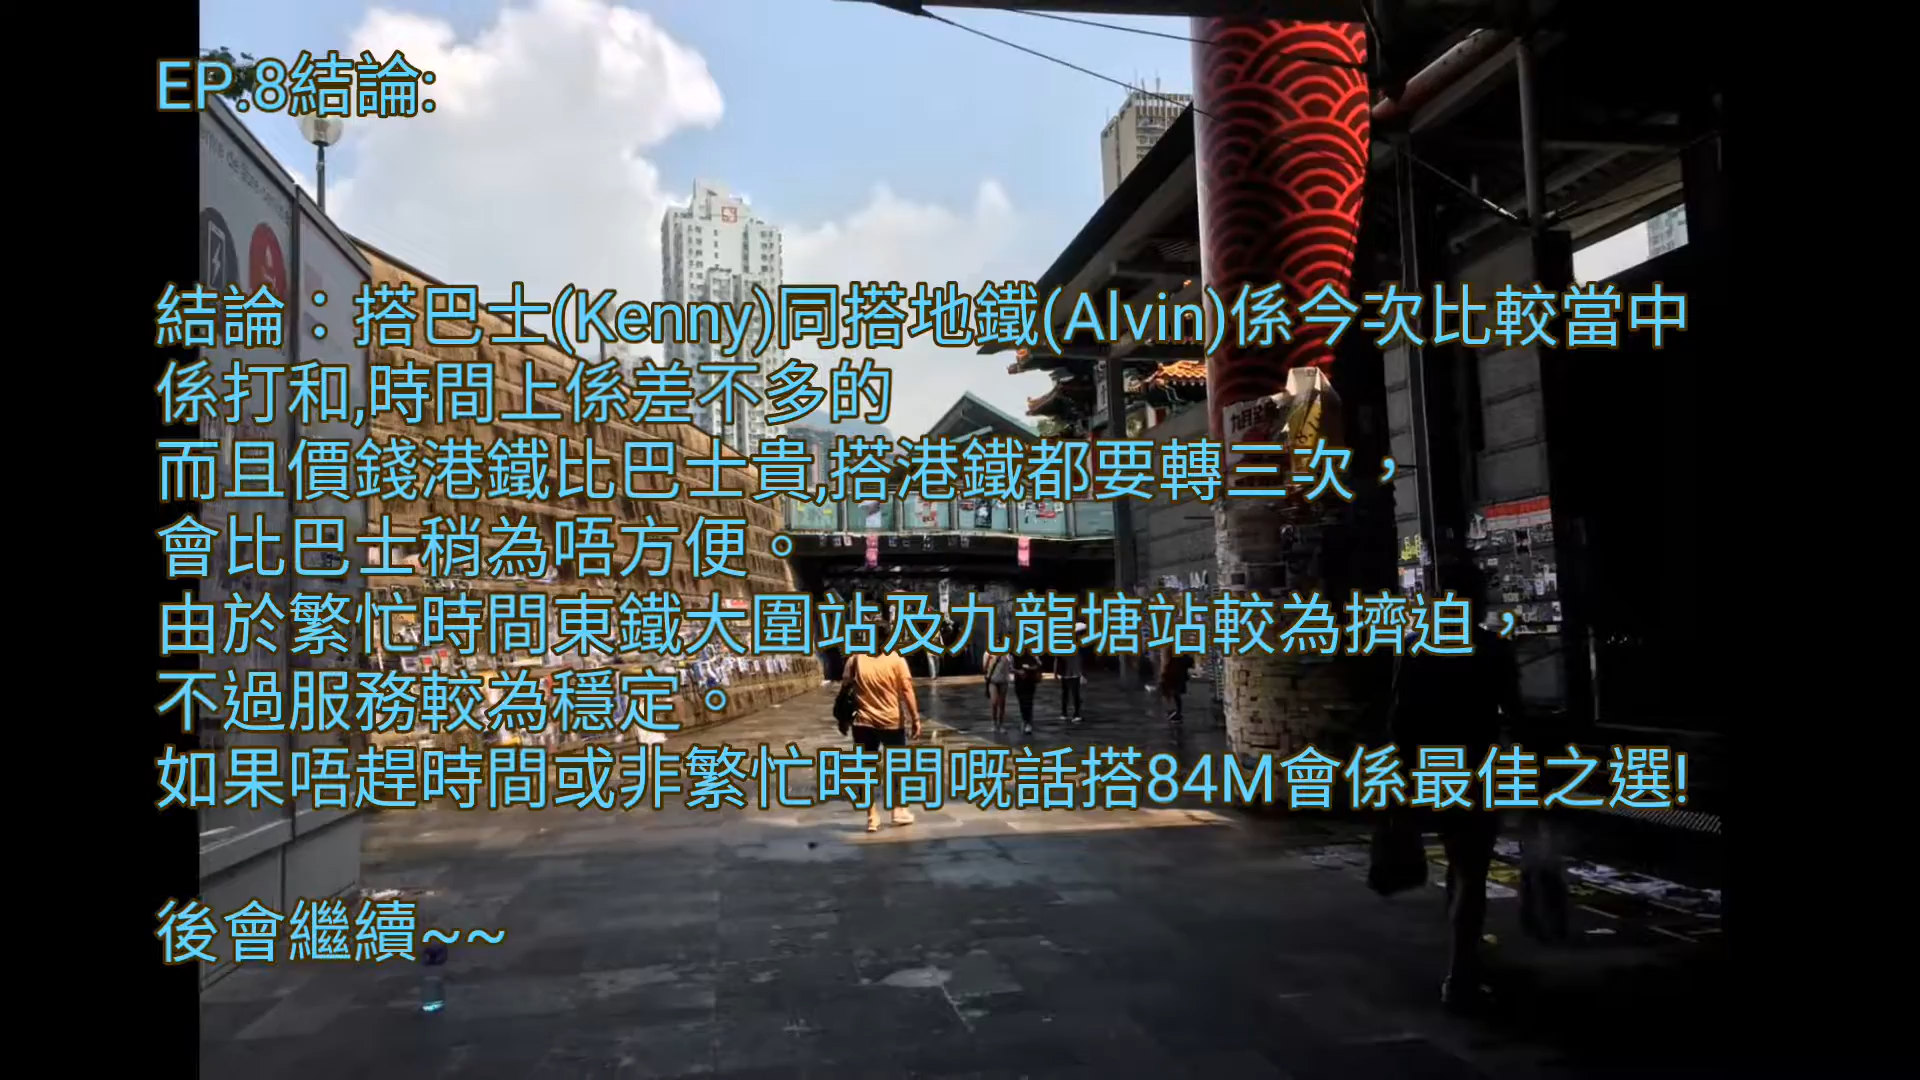 EP.8結論:
結論：搭巴士(Kenny)同搭地鐵(Alvin)係今次比較當中
係打和,時間上係差不多的
而且價錢港鐵比巴士貴,搭港鐵都要轉三次，
會比巴士稍為唔方便。
由於繁忙時間東鐵大圍站及九龍塘站較為擠迫，
不過服務較為穩定。
如果唔趕時間或非繁忙時間嘅話搭84M會係最佳之選!
後會繼續~~